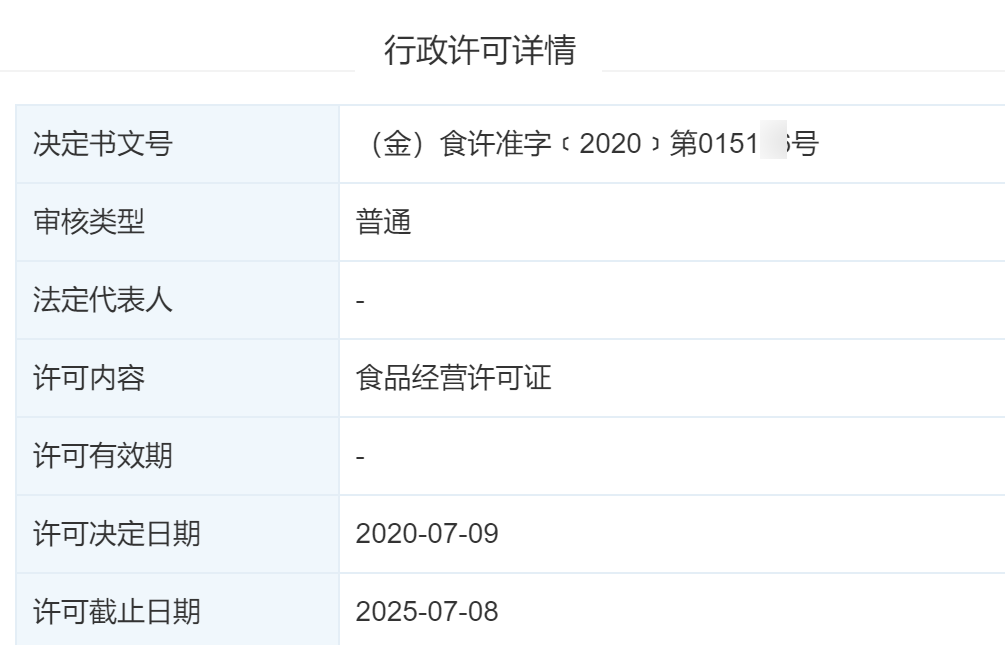 行政许可详情
决定书文号 （金）食许准字﹝2020﹞第0151 号
审核类型 普通
法定代表人 -
许可内容 食品经营许可证
许可有效期 -
许可决定日期 2020-07-09
许可截止日期 2025-07-08